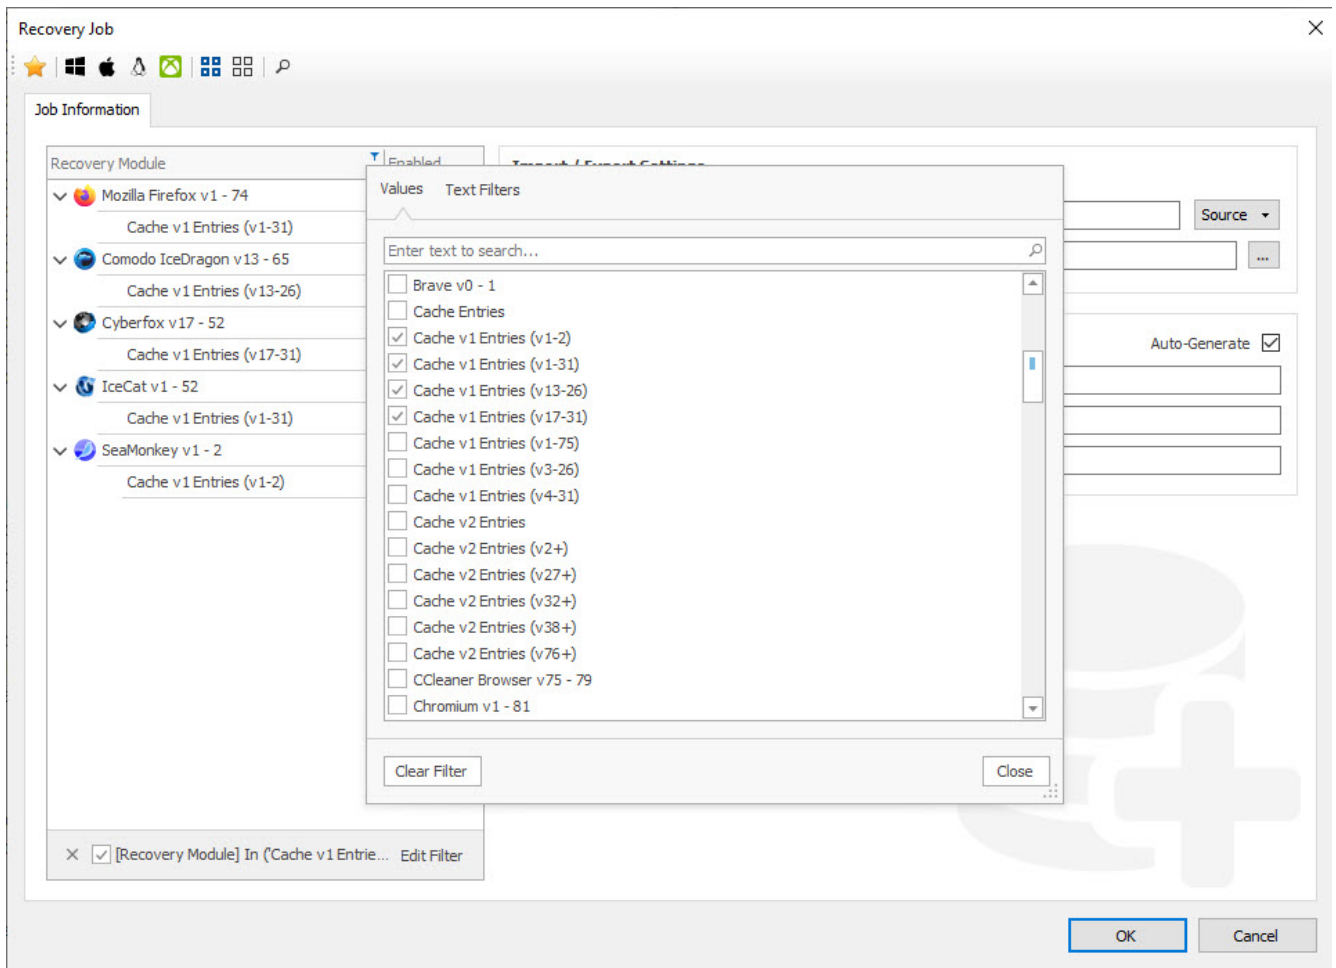 Recovery Job
Job Information
Recovery Module
Enabled
Import / Export Settings
Mozilla Firefox v1 - 74
Cache v1 Entries (v1-31)
Comodo IceDragon v13 - 65
Cache v1 Entries (v13-26)
Cyberfox v17 - 52
Cache v1 Entries (v17-31)
IceCat v1 - 52
Cache v1 Entries (v1-31)
SeaMonkey v1 - 2
Cache v1 Entries (v1-2)
Values Text Filters
Enter text to search...
Brave v0 - 1
Cache Entries
Cache v1 Entries (v1-2)
Cache v1 Entries (v1-31)
Cache v1 Entries (v13-26)
Cache v1 Entries (v17-31)
Cache v1 Entries (v1-75)
Cache v1 Entries (v3-26)
Cache v1 Entries (v4-31)
Cache v2 Entries
Cache v2 Entries (v2+)
Cache v2 Entries (v27+)
Cache v2 Entries (v32+)
Cache v2 Entries (v38+)
Cache v2 Entries (v76+)
CCleaner Browser v75 - 79
Chromium v1 - 81
Clear Filter
Close
Source
...
Auto-Generate
[Recovery Module] In ('Cache v1 Entrie... Edit Filter
OK
Cancel